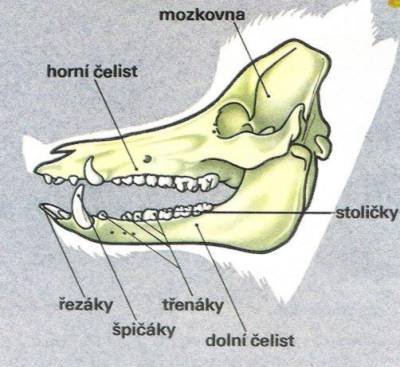 mozkovna
horní čelist
stoličky
řezáky
třenáky
špičáky
dolní čelist